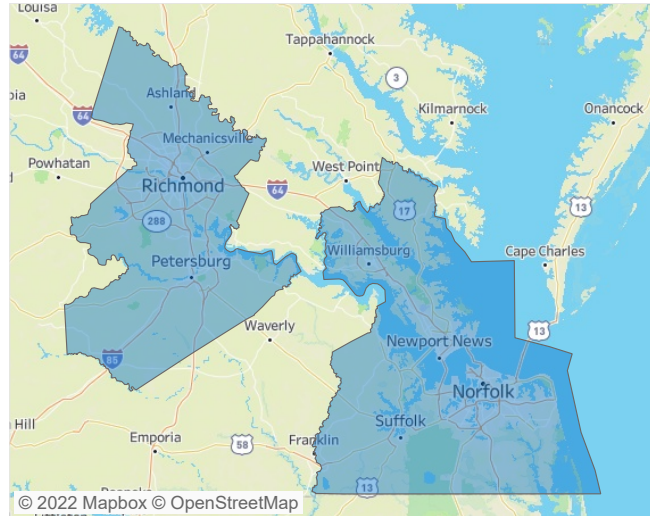 Louisa
64
Tappahannock
3
Ashland
64
Kilmarnock
Onancock
Mechanicsville
Powhatan
West Point
Richmond
64
17
13
288
Williamsburg
Cape Charles
Petersburg
Waverly
13
Newport News
85
Norfolk
Suffolk
Hill
Emporia
58
Franklin
13
© 2022 Mapbox © OpenStreetMap